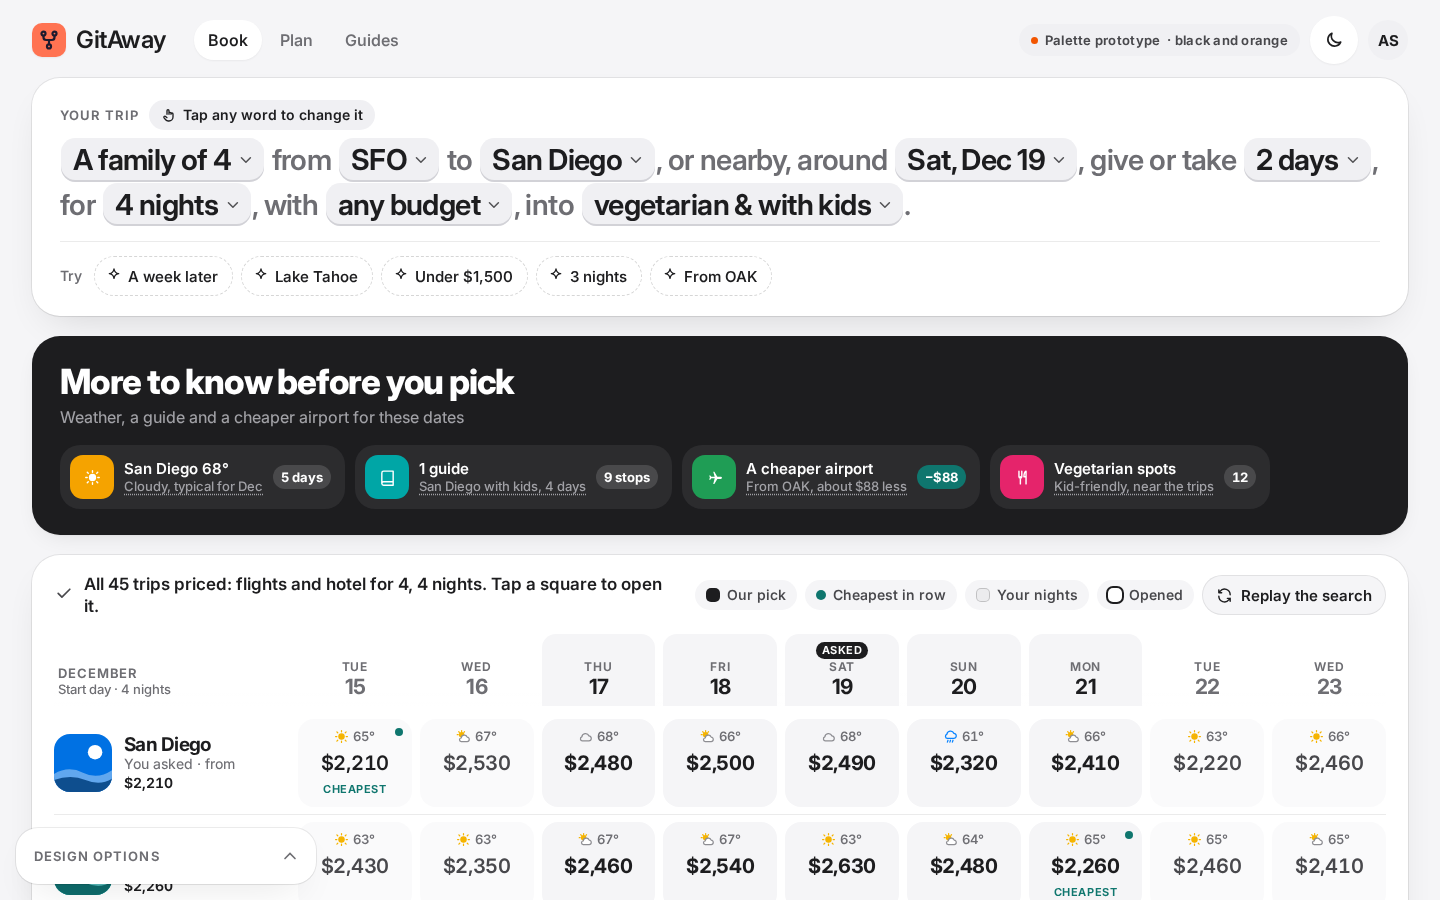 GitAway Book Plan Guides Palette prototype · black and orange AS
YOUR TRIP Tap any word to change it
A family of 4 from SFO to San Diego, or nearby, around Sat, Dec 19, give or take 2 days,
for 4 nights, with any budget, into vegetarian & with kids.
Try A week later Lake Tahoe Under $1,500 3 nights From OAK
More to know before you pick
Weather, a guide and a cheaper airport for these dates
San Diego 68° 5 days 1 guide 9 stops A cheaper airport −$88 Vegetarian spots 12
Cloudy, typical for Dec San Diego with kids, 4 days From OAK, about $88 less Kid-friendly, near the trips
All 45 trips priced: flights and hotel for 4, 4 nights. Tap a square to open
it.
Our pick Cheapest in row Your nights Opened Replay the search
ASKED
DECEMBER TUE WED THU FRI SAT SUN MON TUE WED
Start day · 4 nights 15 16 17 18 19 20 21 22 23
65° 67° 68° 66° 68° 61° 66° 63° 66°
San Diego
You asked · from $2,210 $2,530 $2,480 $2,500 $2,490 $2,320 $2,410 $2,220 $2,460
$2,210 CHEAPEST
63° 63° 67° 67° 63° 64° 65° 65° 65°
DESIGN OPTIONS $2,430 $2,350 $2,460 $2,540 $2,630 $2,480 $2,260 $2,460 $2,410
$2,260 CHEAPEST